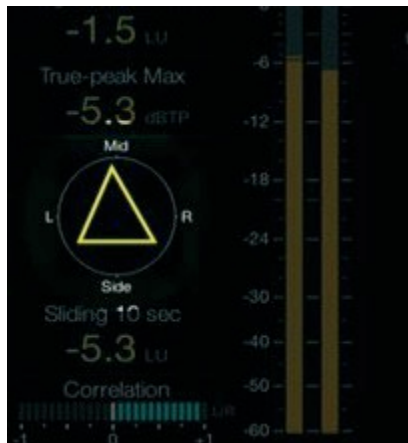 -1.5 LU
True-peak Max
-5.3 dBTP
Mid
L R
Side
Sliding 10 sec
-5.3 LU
Correlation
L/R
-1 0 +1
-6
-12
-18
-24
-30
-40
-50
-60